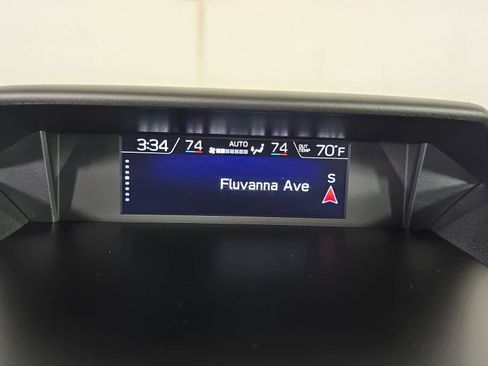 3:34 74 AUTO 74 OUT TEMP 70°F
S
Fluvanna Ave